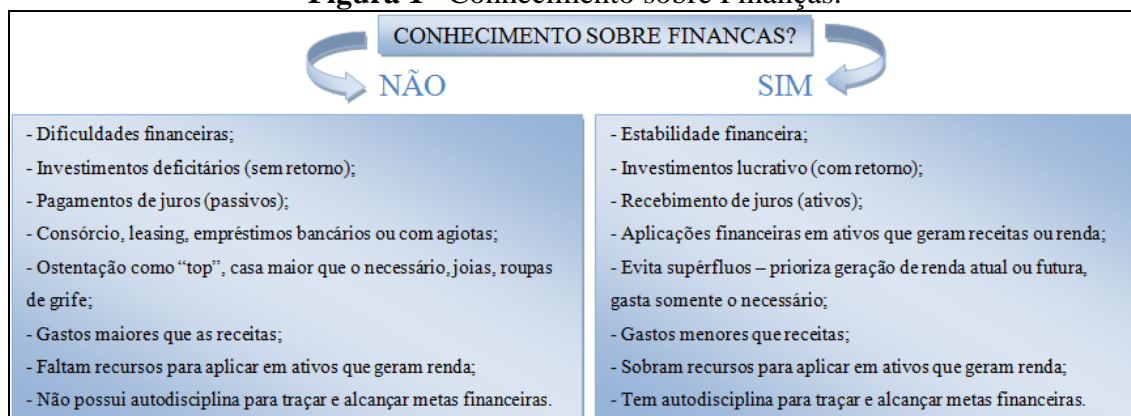 Figura 1 - Conhecimento sobre Finanças.
CONHECIMENTO SOBRE FINANCAS?
NÃO
SIM
- Dificuldades financeiras;
- Investimentos deficitários (sem retorno);
- Pagamentos de juros (passivos);
- Consórcio, leasing, empréstimos bancários ou com agiotas;
- Ostentação como “top”, casa maior que o necessário, joias, roupas
de grife;
- Gastos maiores que as receitas;
- Faltam recursos para aplicar em ativos que geram renda;
- Não possui autodisciplina para traçar e alcançar metas financeiras.
- Estabilidade financeira;
- Investimentos lucrativo (com retorno);
- Recebimento de juros (ativos);
- Aplicações financeiras em ativos que geram receitas ou renda;
- Evita supérfluos – prioriza geração de renda atual ou futura,
gasta somente o necessário;
- Gastos menores que receitas;
- Sobram recursos para aplicar em ativos que geram renda;
- Tem autodisciplina para traçar e alcançar metas financeiras.